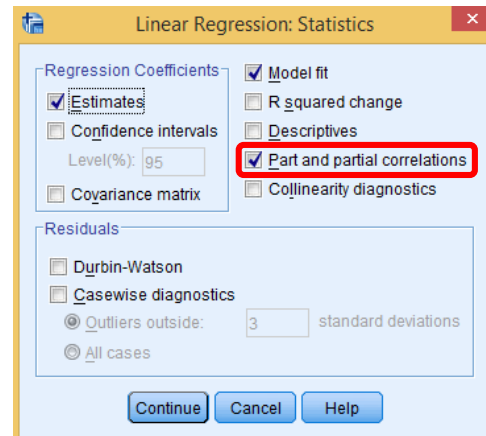 Linear Regression: Statistics
Regression Coefficients
Estimates
Confidence intervals
Level(%): 95
Covariance matrix
Model fit
R squared change
Descriptives
Part and partial correlations
Collinearity diagnostics
Residuals
Durbin-Watson
Casewise diagnostics
Outliers outside: 3 standard deviations
All cases
Continue Cancel Help